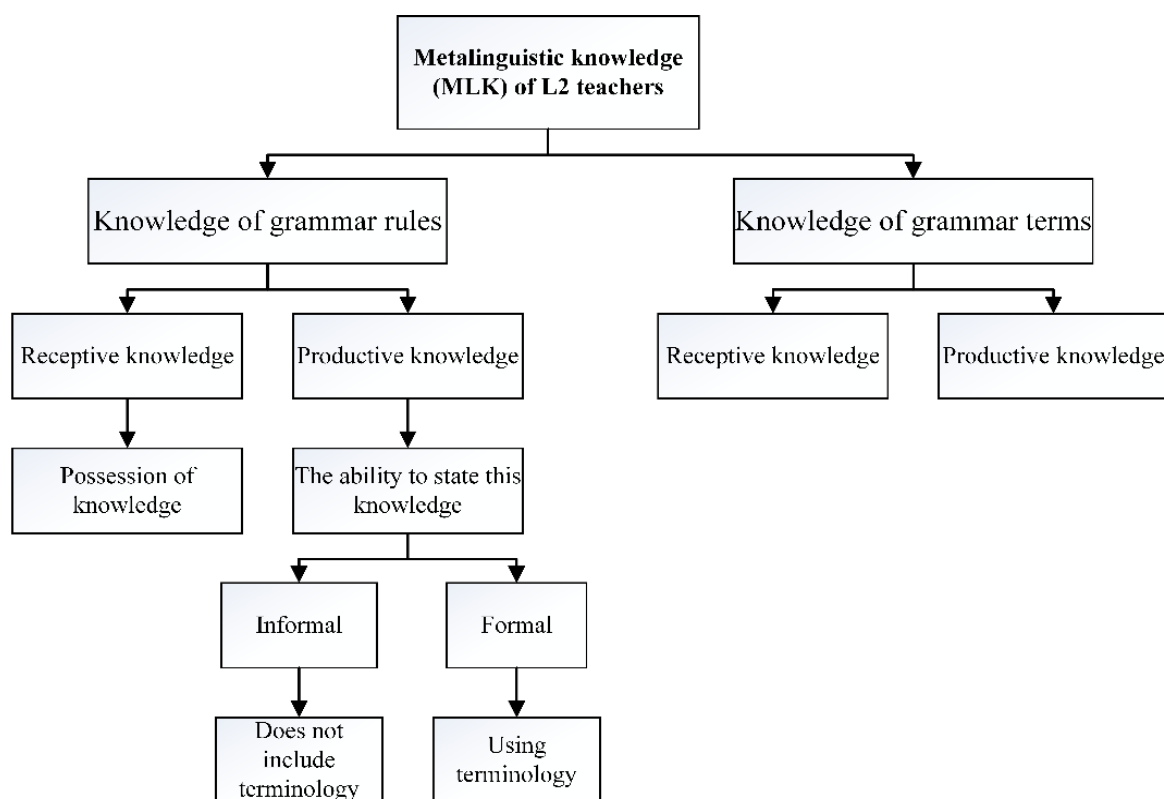 Metalinguistic knowledge
(MLK) of L2 teachers
Knowledge of grammar rules
Knowledge of grammar terms
Receptive knowledge
Productive knowledge
Receptive knowledge
Productive knowledge
Possession of
knowledge
The ability to state this
knowledge
Informal
Formal
Does not
include
terminology
Using
terminology